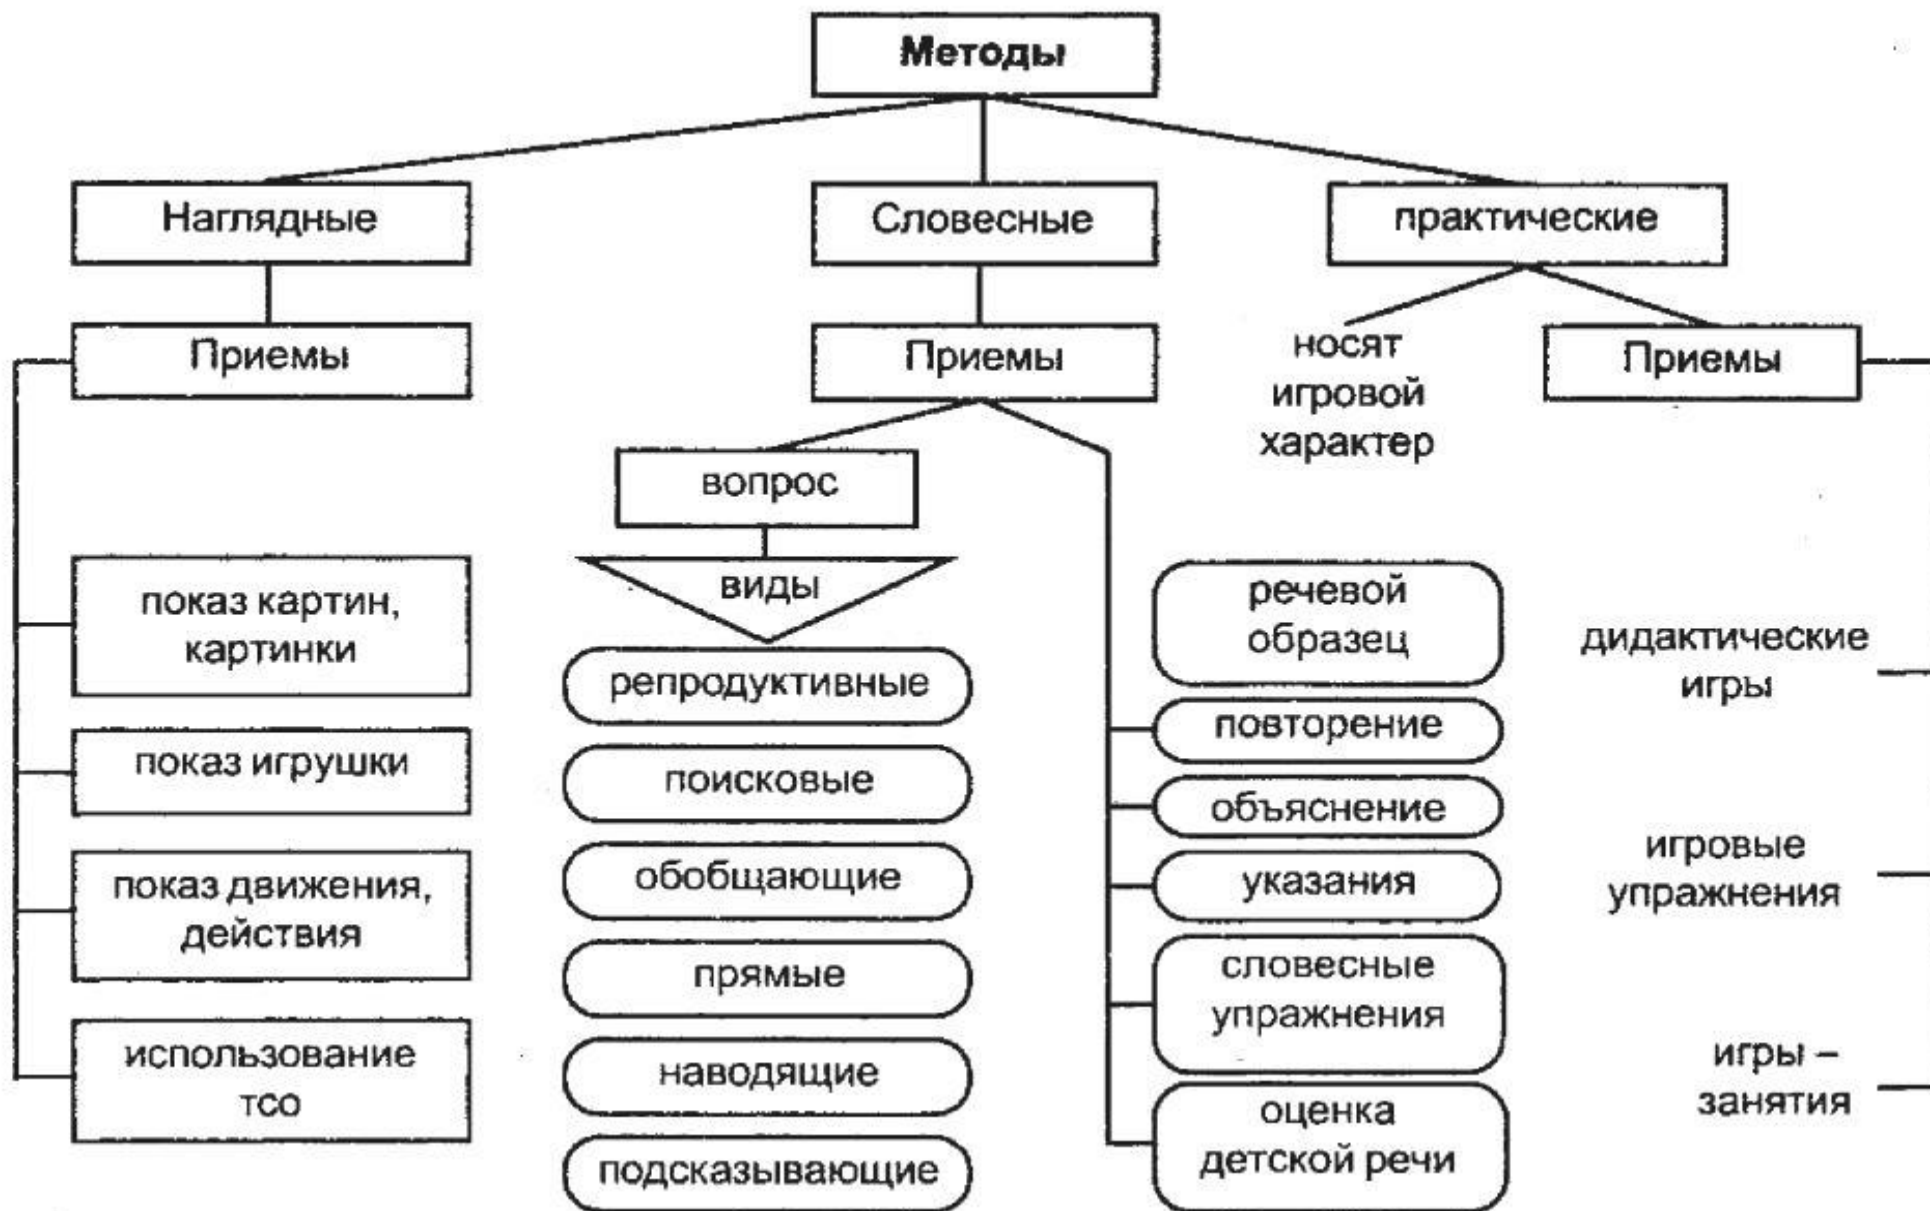 Методы
Наглядные
Словесные
практические
Приемы
Приемы
носят
игровой
характер
Приемы
вопрос
виды
показ картин,
картинки
показ игрушки
показ движения,
действия
использование
тсо
репродуктивные
поисковые
обобщающие
прямые
наводящие
подсказывающие
речевой
образец
повторение
объяснение
указания
словесные
упражнения
оценка
детской речи
дидактические
игры
игровые
упражнения
игры –
занятия